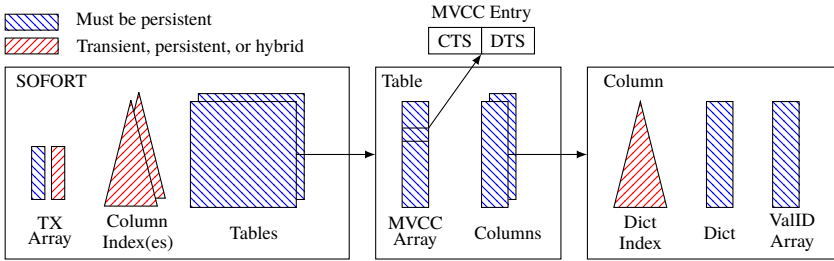 Must be persistent
Transient, persistent, or hybrid
MVCC Entry
CTS DTS
SOFORT
TX
Array
Column
Index(es)
Tables
Table
MVCC
Array
Columns
Column
Dict
Index
Dict
ValID
Array